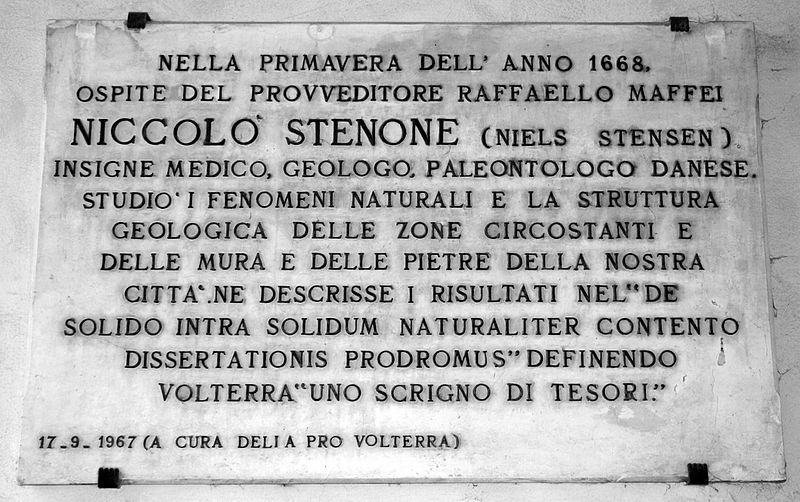 NELLA PRIMAVERA DELL' ANNO 1668,
OSPITE DEL PROVVEDITORE RAFFAELLO MAFFEI
NICCOLO' STENONE (NIELS STENSEN)
INSIGNE MEDICO, GEOLOGO, PALEONTOLOGO DANESE,
STUDIO' I FENOMENI NATURALI E LA STRUTTURA
GEOLOGICA DELLE ZONE CIRCOSTANTI E
DELLE MURA E DELLE PIETRE DELLA NOSTRA
CITTA'. NE DESCRISSE I RISULTATI NEL "DE
SOLIDO INTRA SOLIDUM NATURALITER CONTENTO
DISSERTATIONIS PRODROMUS" DEFINENDO
VOLTERRA "UNO SCRIGNO DI TESORI."
17-9-1967 (A CURA DELLA PRO VOLTERRA)